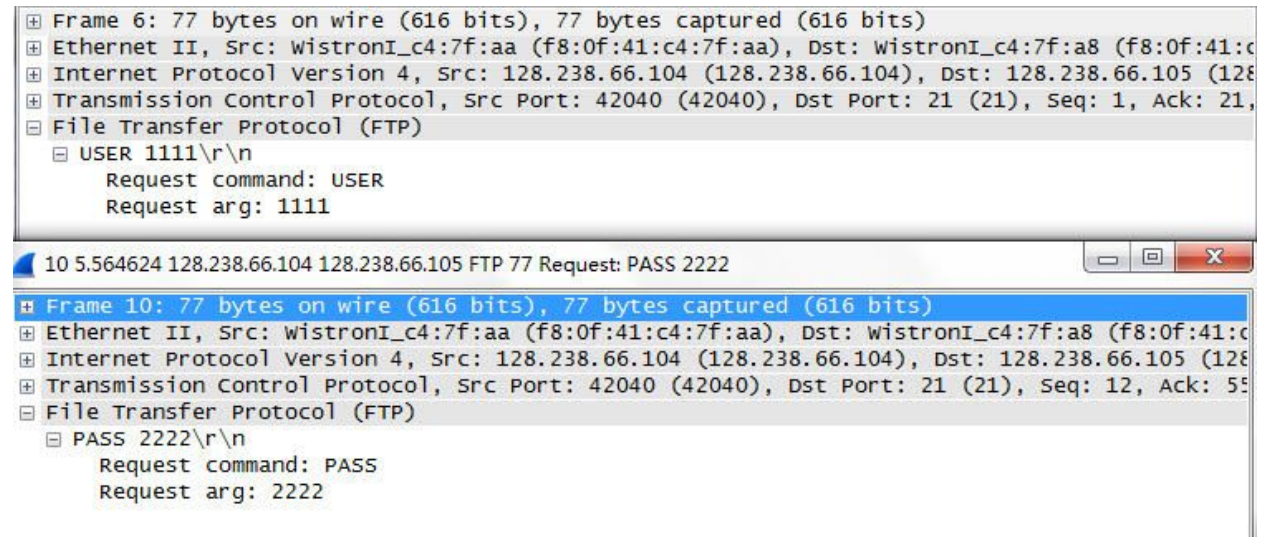 Frame 6: 77 bytes on wire (616 bits), 77 bytes captured (616 bits)
Ethernet II, Src: WistronI_c4:7f:aa (f8:0f:41:c4:7f:aa), Dst: WistronI_c4:7f:a8 (f8:0f:41:c
Internet Protocol Version 4, Src: 128.238.66.104 (128.238.66.104), Dst: 128.238.66.105 (128
Transmission Control Protocol, Src Port: 42040 (42040), Dst Port: 21 (21), Seq: 1, Ack: 21,
File Transfer Protocol (FTP)
USER 1111\r\n
Request command: USER
Request arg: 1111
10 5.564624 128.238.66.104 128.238.66.105 FTP 77 Request: PASS 2222
Frame 10: 77 bytes on wire (616 bits), 77 bytes captured (616 bits)
Ethernet II, Src: WistronI_c4:7f:aa (f8:0f:41:c4:7f:aa), Dst: WistronI_c4:7f:a8 (f8:0f:41:c
Internet Protocol Version 4, Src: 128.238.66.104 (128.238.66.104), Dst: 128.238.66.105 (128
Transmission Control Protocol, Src Port: 42040 (42040), Dst Port: 21 (21), Seq: 12, Ack: 55
File Transfer Protocol (FTP)
PASS 2222\r\n
Request command: PASS
Request arg: 2222